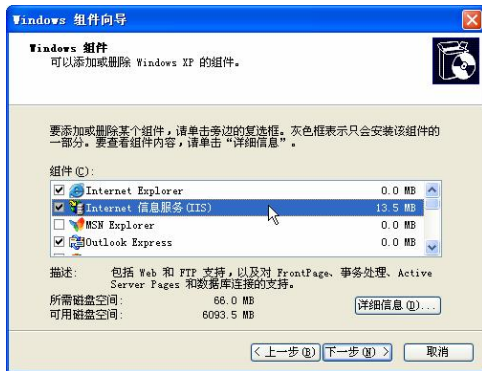 Windows 组件向导
Windows 组件
可以添加或删除 Windows XP 的组件。
要添加或删除某个组件，请单击旁边的复选框。灰色框表示只会安装该组件的
一部分。要查看组件内容，请单击“详细信息”。
组件(C):
Internet Explorer 0.0 MB
Internet 信息服务(IIS) 13.5 MB
MSN Explorer 0.0 MB
Outlook Express 0.0 MB
描述: 包括 Web 和 FTP 支持，以及对 FrontPage、事务处理、Active
Server Pages 和数据库连接的支持。
所需磁盘空间: 66.0 MB
可用磁盘空间: 6093.5 MB
详细信息(D)...
< 上一步(B) 下一步(N) > 取消